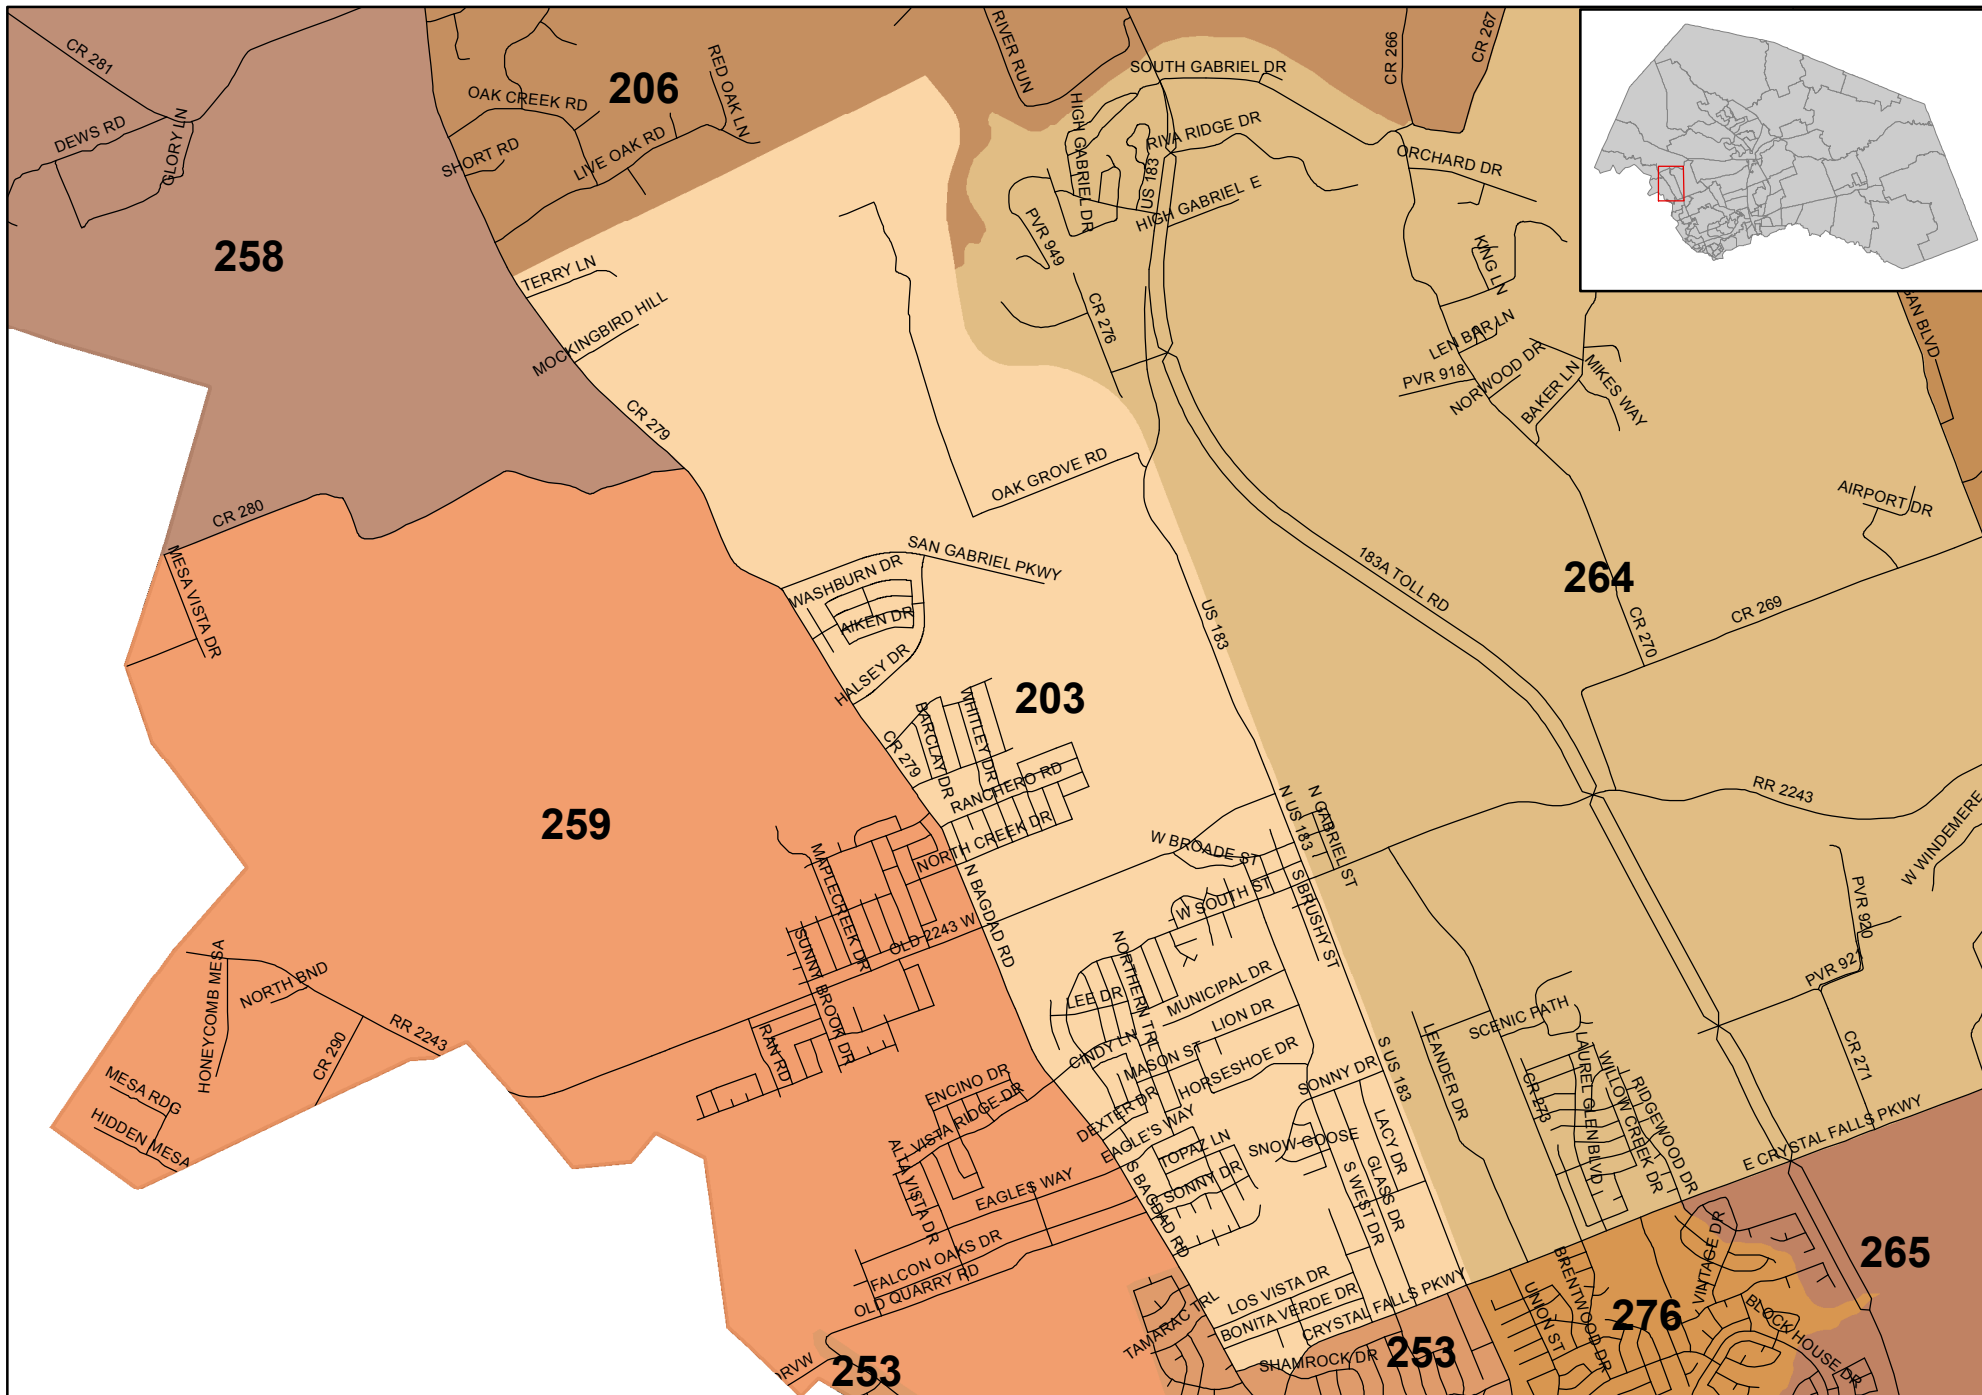 CR 281
206
RED OAK LN
RIVER RUN
SOUTH GABRIEL DR
CR 266
CR 267
OAK CREEK RD
DEWS RD
GLORY LN
SHORT RD
LIVE OAK RD
HIGH GABRIEL DR
RIVA RIDGE DR
US 183
ORCHARD DR
HIGH GABRIEL E
258
PVR 949
KING LN
TERRY LN
MOCKINGBIRD HILL
CR 276
LEN BAR LN
NORWOOD DR
PVR 918
BAKER LN
MIKES WAY
CR 279
OAK GROVE RD
CR 280
AIRPORT DR
MESA VISTA DR
SAN GABRIEL PKWY
WASHBURN DR
AIKEN DR
HALSEY DR
183A TOLL RD
264
CR 269
US 183
CR 270
203
BARCLAY DR
WHITLEY DR
CR 279
RANCHERO RD
NORTH CREEK DR
N US 183
N GABRIEL ST
RR 2243
W WINDEMERE
259
MAPLECREEK DR
W BROADE ST
W SOUTH ST
S BRUSHY ST
N BAGDAD RD
OLD 2243 W
SUNNY BROOK DR
PVR 920
PVR 921
HONEYCOMB MESA
NORTH BND
RR 2243
CR 290
MESA RDG
HIDDEN MESA
RAN RD
LEE DR
NORTHERN TRL
MUNICIPAL DR
LION DR
CINDY LN
MASON ST
HORSESHOE DR
SONNY DR
S US 183
LEANDER DR
SCENIC PATH
LAUREL GLEN BLVD
WILLOW CREEK DR
RIDGEWOOD DR
CR 273
CR 271
E CRYSTAL FALLS PKWY
ENCINO DR
VISTA RIDGE DR
ALTA VISTA DR
DEXTER DR
EAGLE'S WAY
TOPAZ LN
SONNY DR
SNOW GOOSE
LACY DR
GLASS DR
S WEST DR
EAGLES WAY
S BAGDAD RD
FALCON OAKS DR
OLD QUARRY RD
LOS VISTA DR
BONITA VERDE DR
CRYSTAL FALLS PKWY
TAMARAC TRL
SHAMROCK DR
253
253
UNION ST
BRENTWOOD DR
276
VINTAGE DR
BLOCK HOUSE DR
265